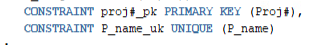 CONSTRAINT proj#_pk PRIMARY KEY (Proj#),
CONSTRAINT P_name_uk UNIQUE (P_name)
.